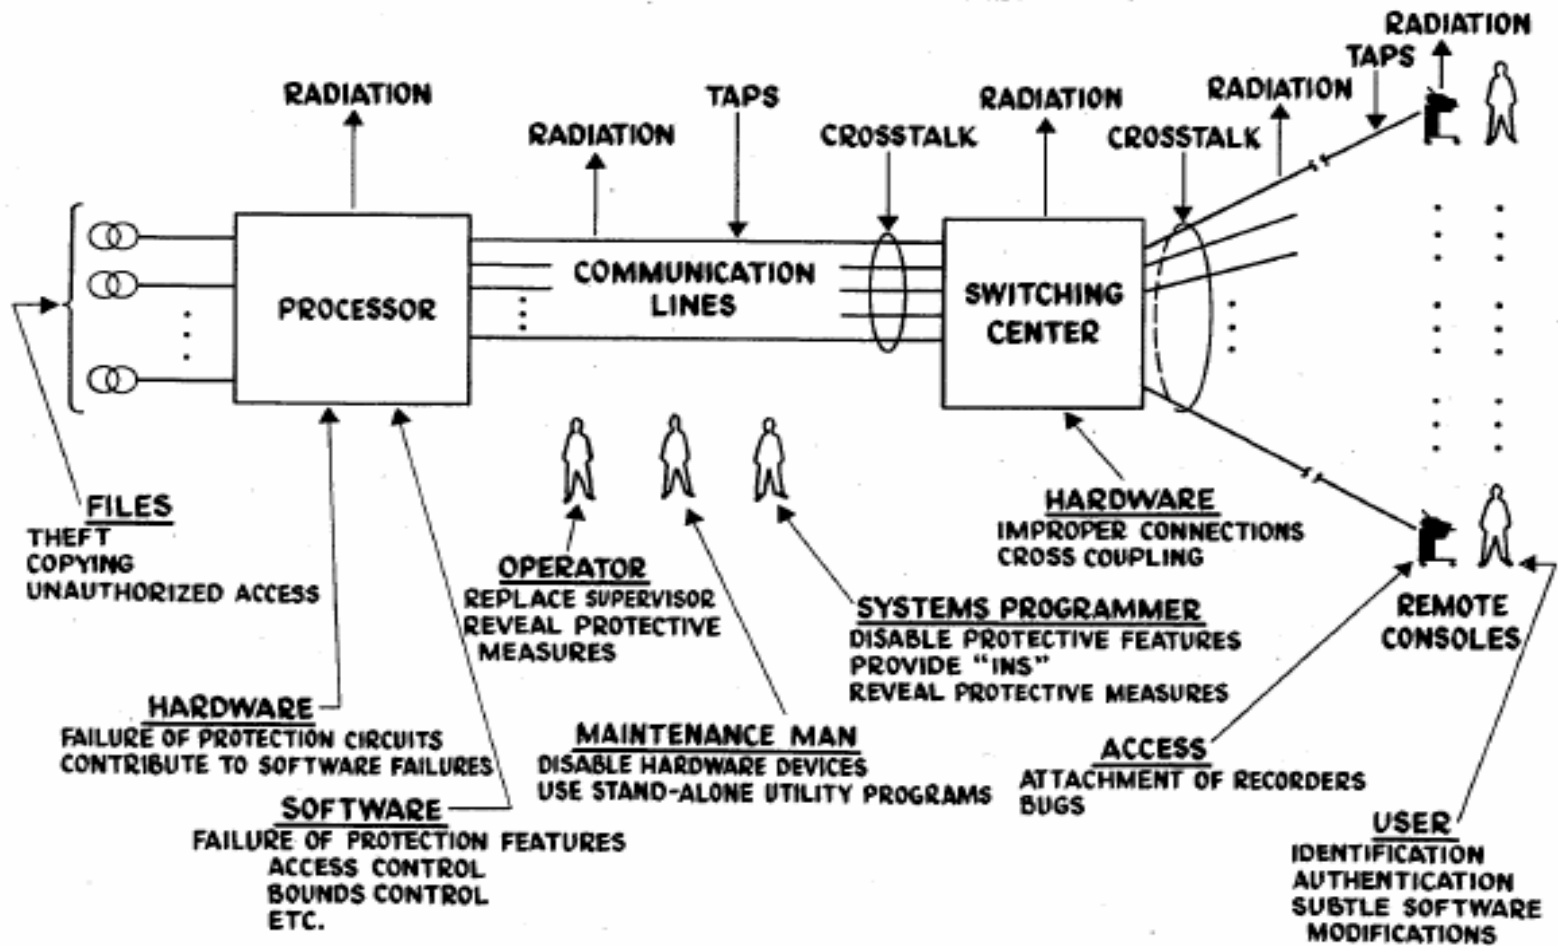 RADIATION
TAPS
RADIATION
RADIATION
TAPS
RADIATION
RADIATION
CROSSTALK
CROSSTALK
PROCESSOR
COMMUNICATION
LINES
SWITCHING
CENTER
FILES
THEFT
COPYING
UNAUTHORIZED ACCESS
HARDWARE
FAILURE OF PROTECTION CIRCUITS
CONTRIBUTE TO SOFTWARE FAILURES
SOFTWARE
FAILURE OF PROTECTION FEATURES
ACCESS CONTROL
BOUNDS CONTROL
ETC.
OPERATOR
REPLACE SUPERVISOR
REVEAL PROTECTIVE
MEASURES
MAINTENANCE MAN
DISABLE HARDWARE DEVICES
USE STAND-ALONE UTILITY PROGRAMS
SYSTEMS PROGRAMMER
DISABLE PROTECTIVE FEATURES
PROVIDE "INS"
REVEAL PROTECTIVE MEASURES
HARDWARE
IMPROPER CONNECTIONS
CROSS COUPLING
ACCESS
ATTACHMENT OF RECORDERS
BUGS
REMOTE
CONSOLES
USER
IDENTIFICATION
AUTHENTICATION
SUBTLE SOFTWARE
MODIFICATIONS